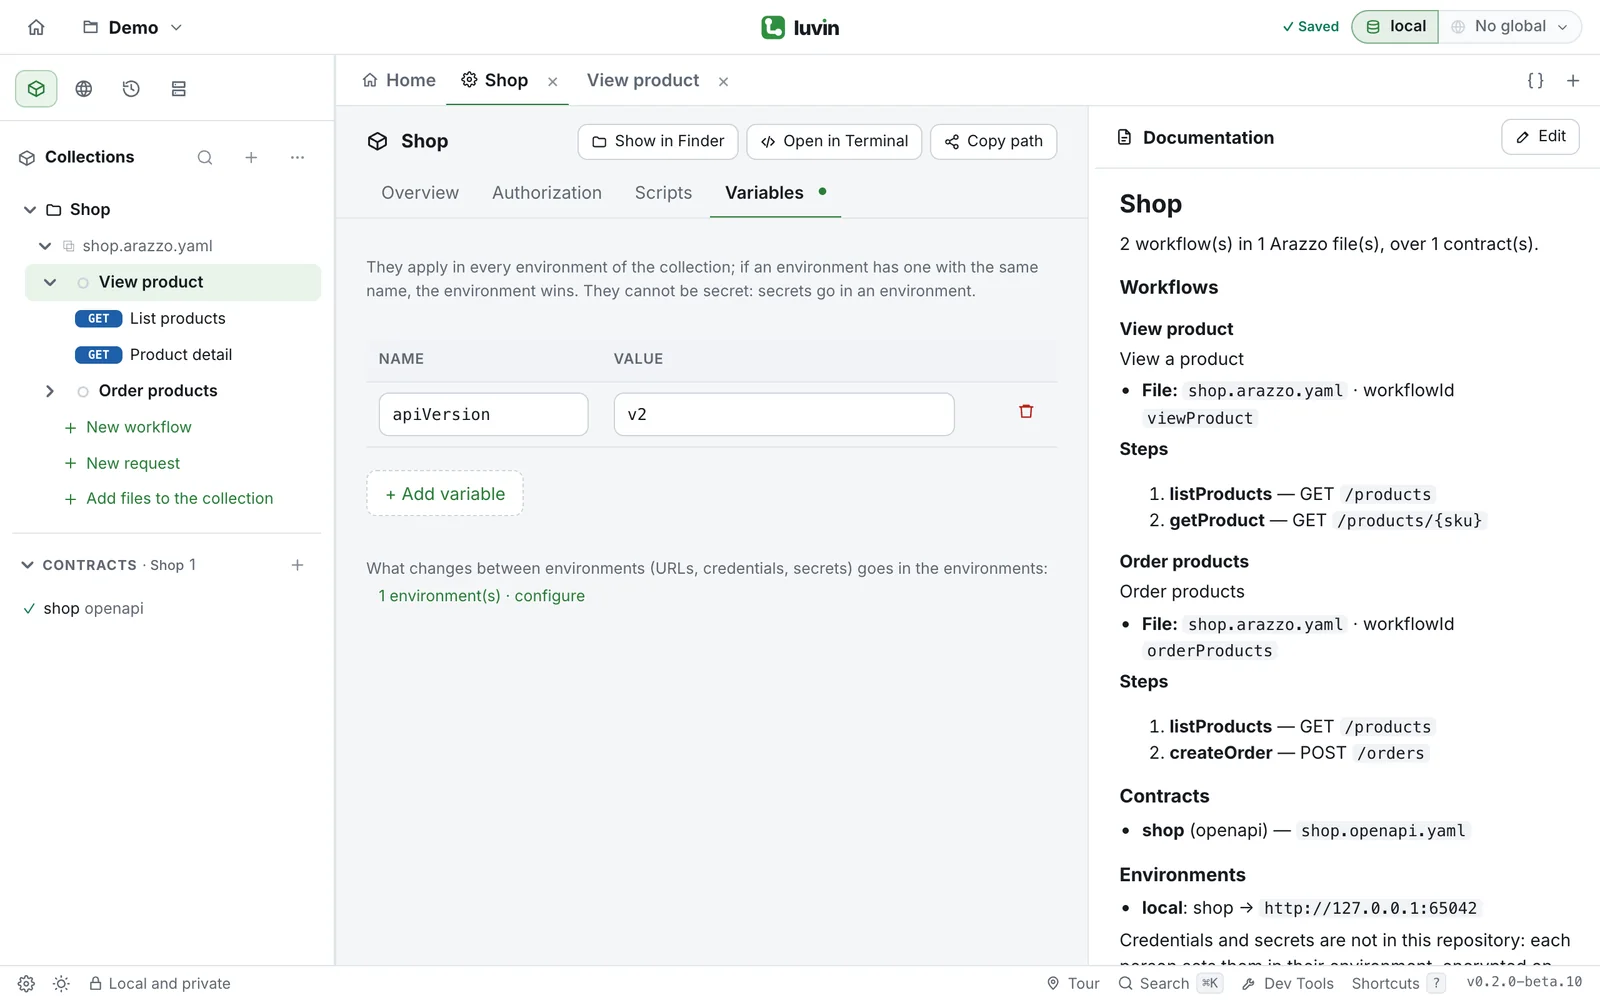 Demo
luvin
Saved
local
No global
Home
Shop
View product
{ }
Collections
Shop
shop.arazzo.yaml
View product
GET List products
GET Product detail
Order products
+ New workflow
+ New request
+ Add files to the collection
CONTRACTS · Shop 1
shop openapi
Shop
Show in Finder
Open in Terminal
Copy path
Overview
Authorization
Scripts
Variables
They apply in every environment of the collection; if an environment has one with the same
name, the environment wins. They cannot be secret: secrets go in an environment.
NAME
VALUE
apiVersion
v2
+ Add variable
What changes between environments (URLs, credentials, secrets) goes in the environments:
1 environment(s) · configure
Documentation
Edit
Shop
2 workflow(s) in 1 Arazzo file(s), over 1 contract(s).
Workflows
View product
View a product
• File: shop.arazzo.yaml · workflowId
viewProduct
Steps
1. listProducts — GET /products
2. getProduct — GET /products/{sku}
Order products
Order products
• File: shop.arazzo.yaml · workflowId
orderProducts
Steps
1. listProducts — GET /products
2. createOrder — POST /orders
Contracts
• shop (openapi) — shop.openapi.yaml
Environments
• local: shop → http://127.0.0.1:65042
Credentials and secrets are not in this repository: each
person sets them in their environment, encrypted on
Local and private
Tour
Search ⌘K
Dev Tools
Shortcuts ?
v0.2.0-beta.10